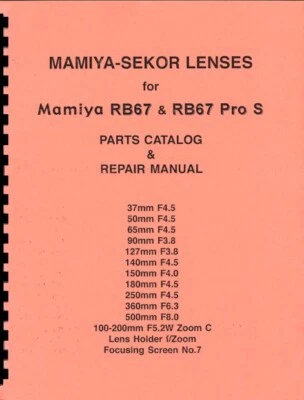 MAMIYA-SEKOR LENSES
for
Mamiya RB67 & RB67 Pro S
PARTS CATALOG
&
REPAIR MANUAL
37mm F4.5
50mm F4.5
65mm F4.5
90mm F3.8
127mm F3.8
140mm F4.5
150mm F4.0
180mm F4.5
250mm F4.5
360mm F6.3
500mm F8.0
100-200mm F5.2W Zoom C
Lens Holder f/Zoom
Focusing Screen No.7